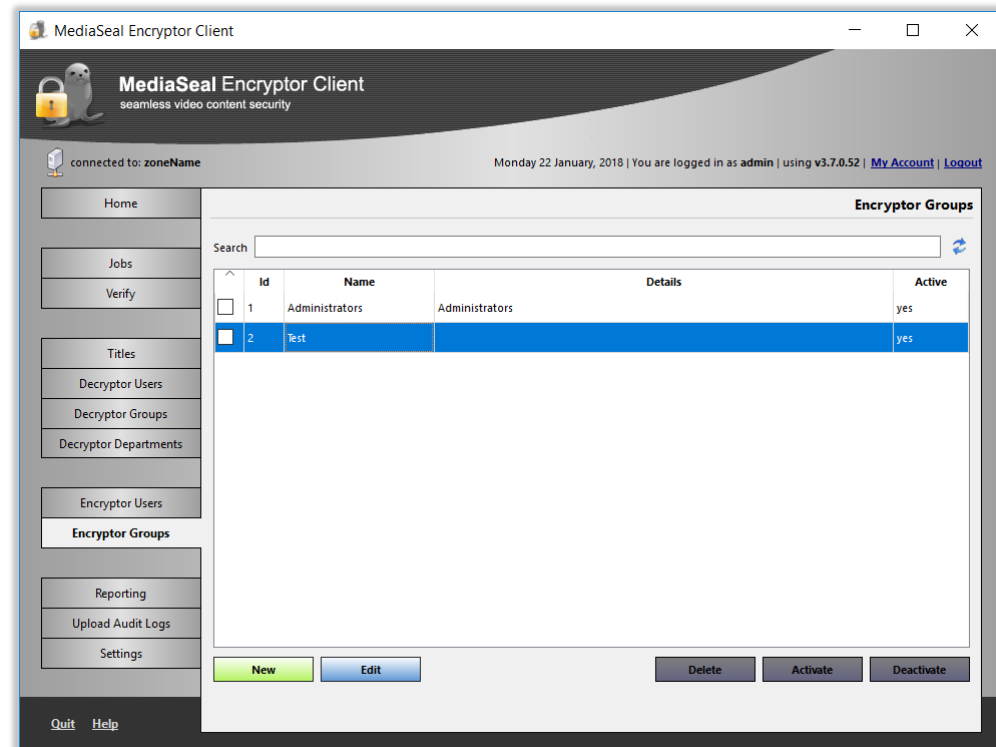 MediaSeal Encryptor Client
MediaSeal Encryptor Client
seamless video content security
connected to: zoneName
Monday 22 January, 2018 | You are logged in as admin | using v3.7.0.52 | My Account | Logout
Home
Jobs
Verify
Titles
Decryptor Users
Decryptor Groups
Decryptor Departments
Encryptor Users
Encryptor Groups
Reporting
Upload Audit Logs
Settings
Encryptor Groups
Search
Id Name Details Active
1 Administrators Administrators yes
2 Test yes
New Edit Delete Activate Deactivate
Quit Help